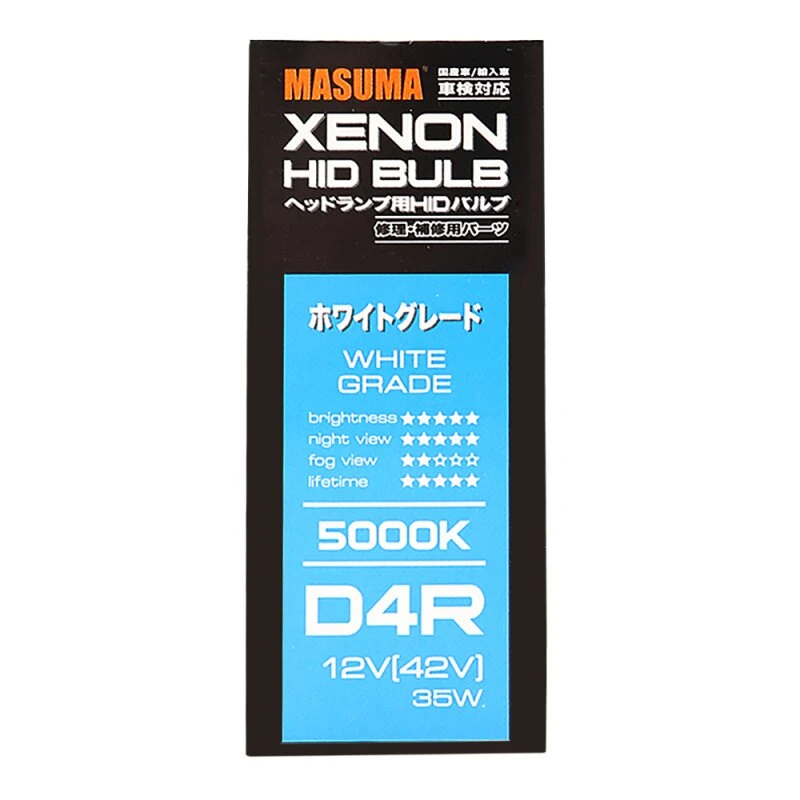 MASUMA
国産車/輸入車
車検対応
XENON
HID BULB
ヘッドランプ用HIDバルブ
修理・補修用パーツ
ホワイトグレード
WHITE
GRADE
brightness ★★★★★
night view ★★★★★
fog view ★★☆☆☆
lifetime ★★★★★
5000K
D4R
12V(42V)
35W